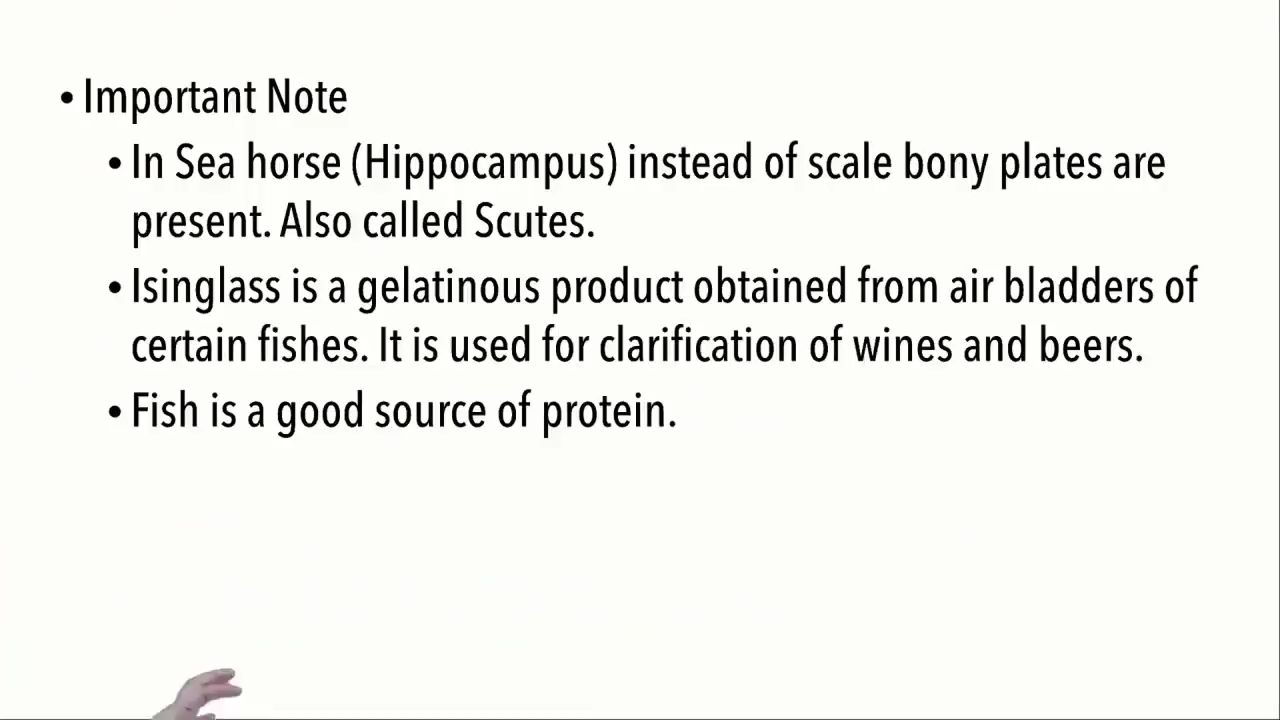 • Important Note
• In Sea horse (Hippocampus) instead of scale bony plates are
present. Also called Scutes.
• Isinglass is a gelatinous product obtained from air bladders of
certain fishes. It is used for clarification of wines and beers.
• Fish is a good source of protein.